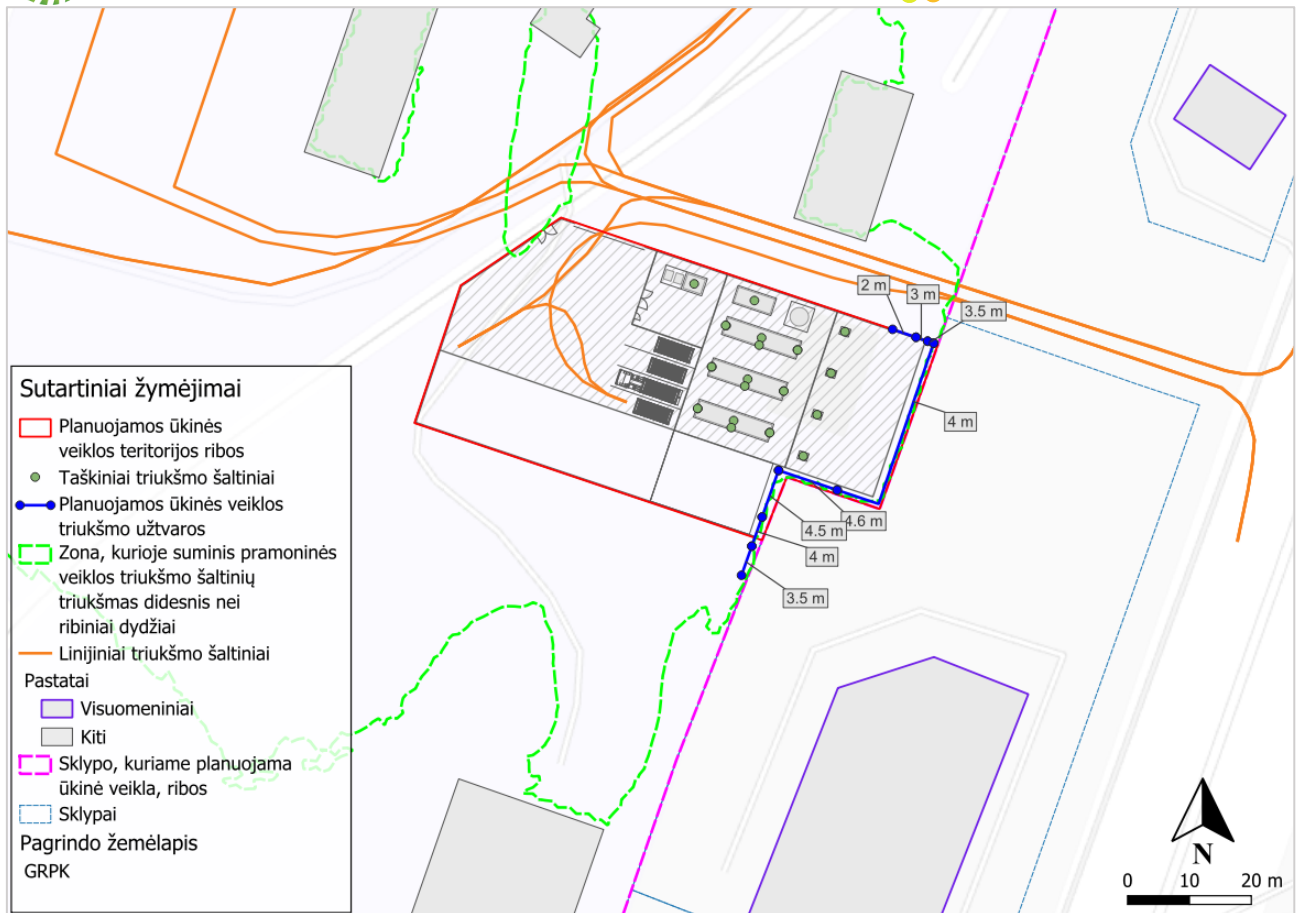 2 m
3 m
3.5 m
4 m
4.6 m
4.5 m
4 m
3.5 m
Sutartiniai žymėjimai
Planuojamos ūkinės
veiklos teritorijos ribos
Taškiniai triukšmo šaltiniai
Planuojamos ūkinės veiklos
triukšmo užtvaros
Zona, kurioje suminis pramoninės
veiklos triukšmo šaltinių
triukšmas didesnis nei
ribiniai dydžiai
Linijiniai triukšmo šaltiniai
Pastatai
Visuomeniniai
Kiti
Sklypo, kuriame planuojama
ūkinė veikla, ribos
Sklypai
Pagrindo žemėlapis
GRPK
N
0 10 20 m